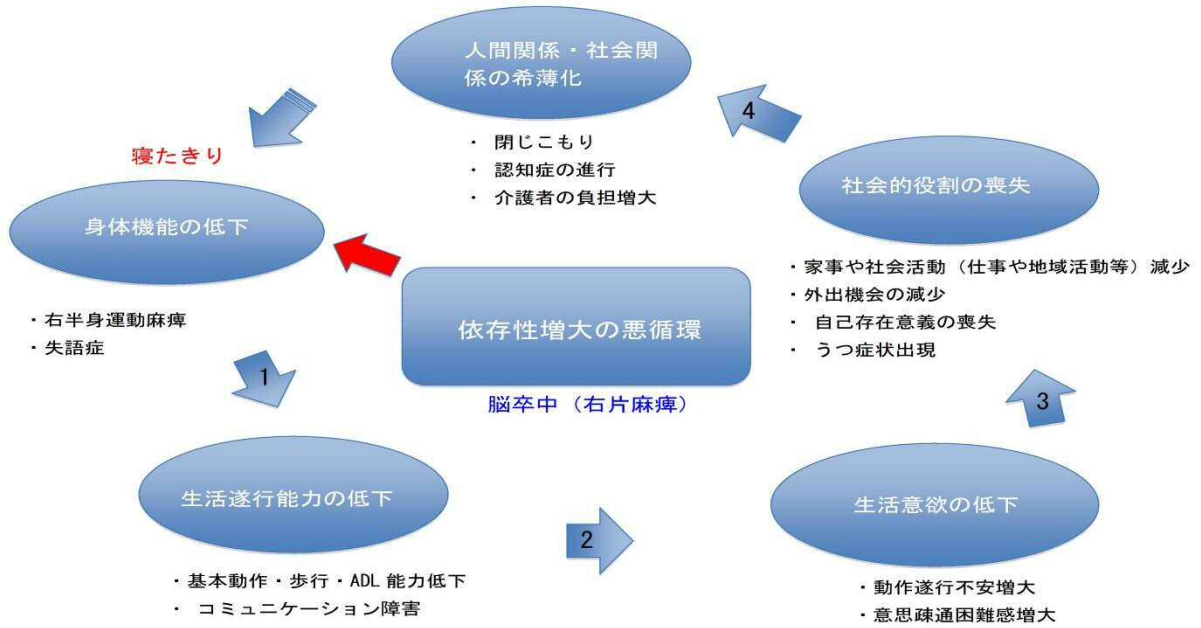 人間関係・社会関
係の希薄化
・ 閉じこもり
・ 認知症の進行
・ 介護者の負担増大
4
寝たきり
身体機能の低下
・右半身運動麻痺
・失語症
社会的役割の喪失
・家事や社会活動(仕事や地域活動等)減少
・外出機会の減少
・ 自己存在意義の喪失
・ うつ症状出現
依存性増大の悪循環
脳卒中(右片麻痺)
1
3
生活遂行能力の低下
・基本動作・歩行・ADL 能力低下
・ コミュニケーション障害
2
生活意欲の低下
・動作遂行不安増大
・意思疎通困難感増大